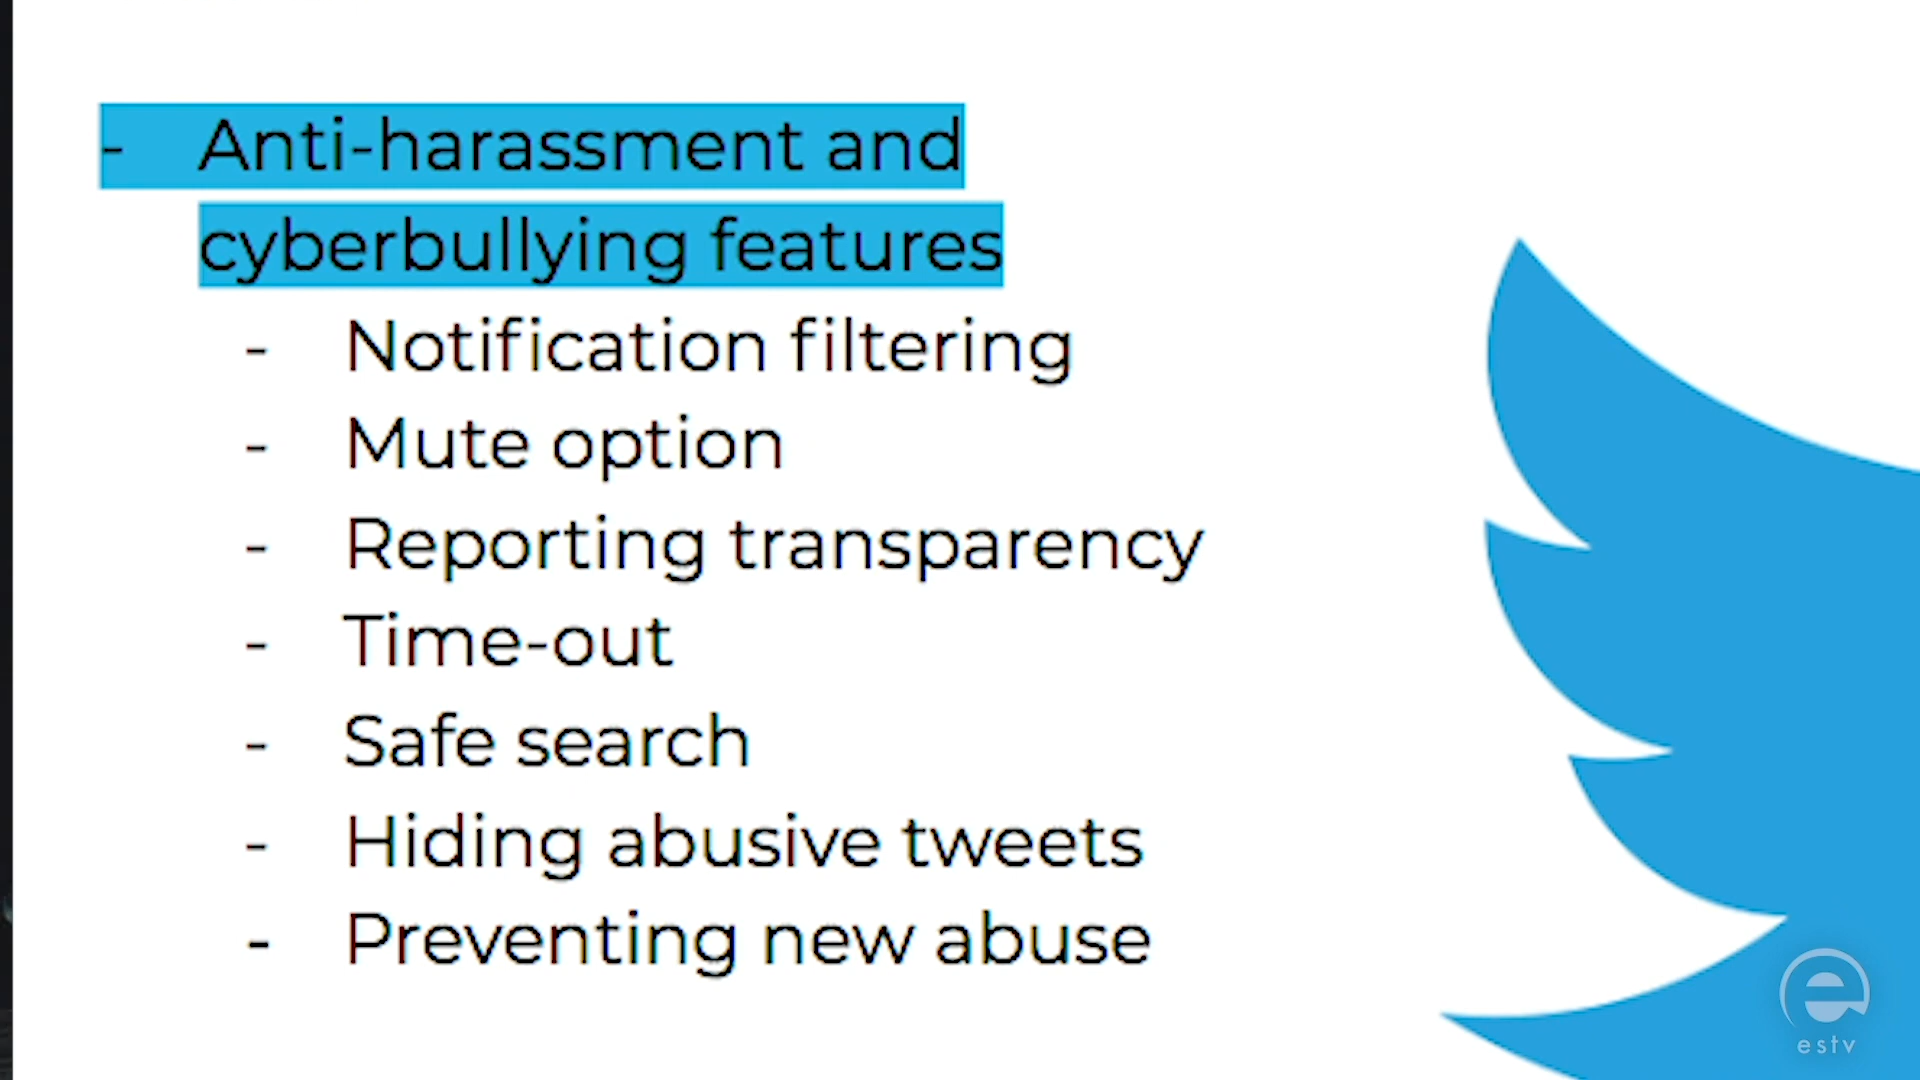 - Anti-harassment and
cyberbullying features
- Notification filtering
- Mute option
- Reporting transparency
- Time-out
- Safe search
- Hiding abusive tweets
- Preventing new abuse
estv